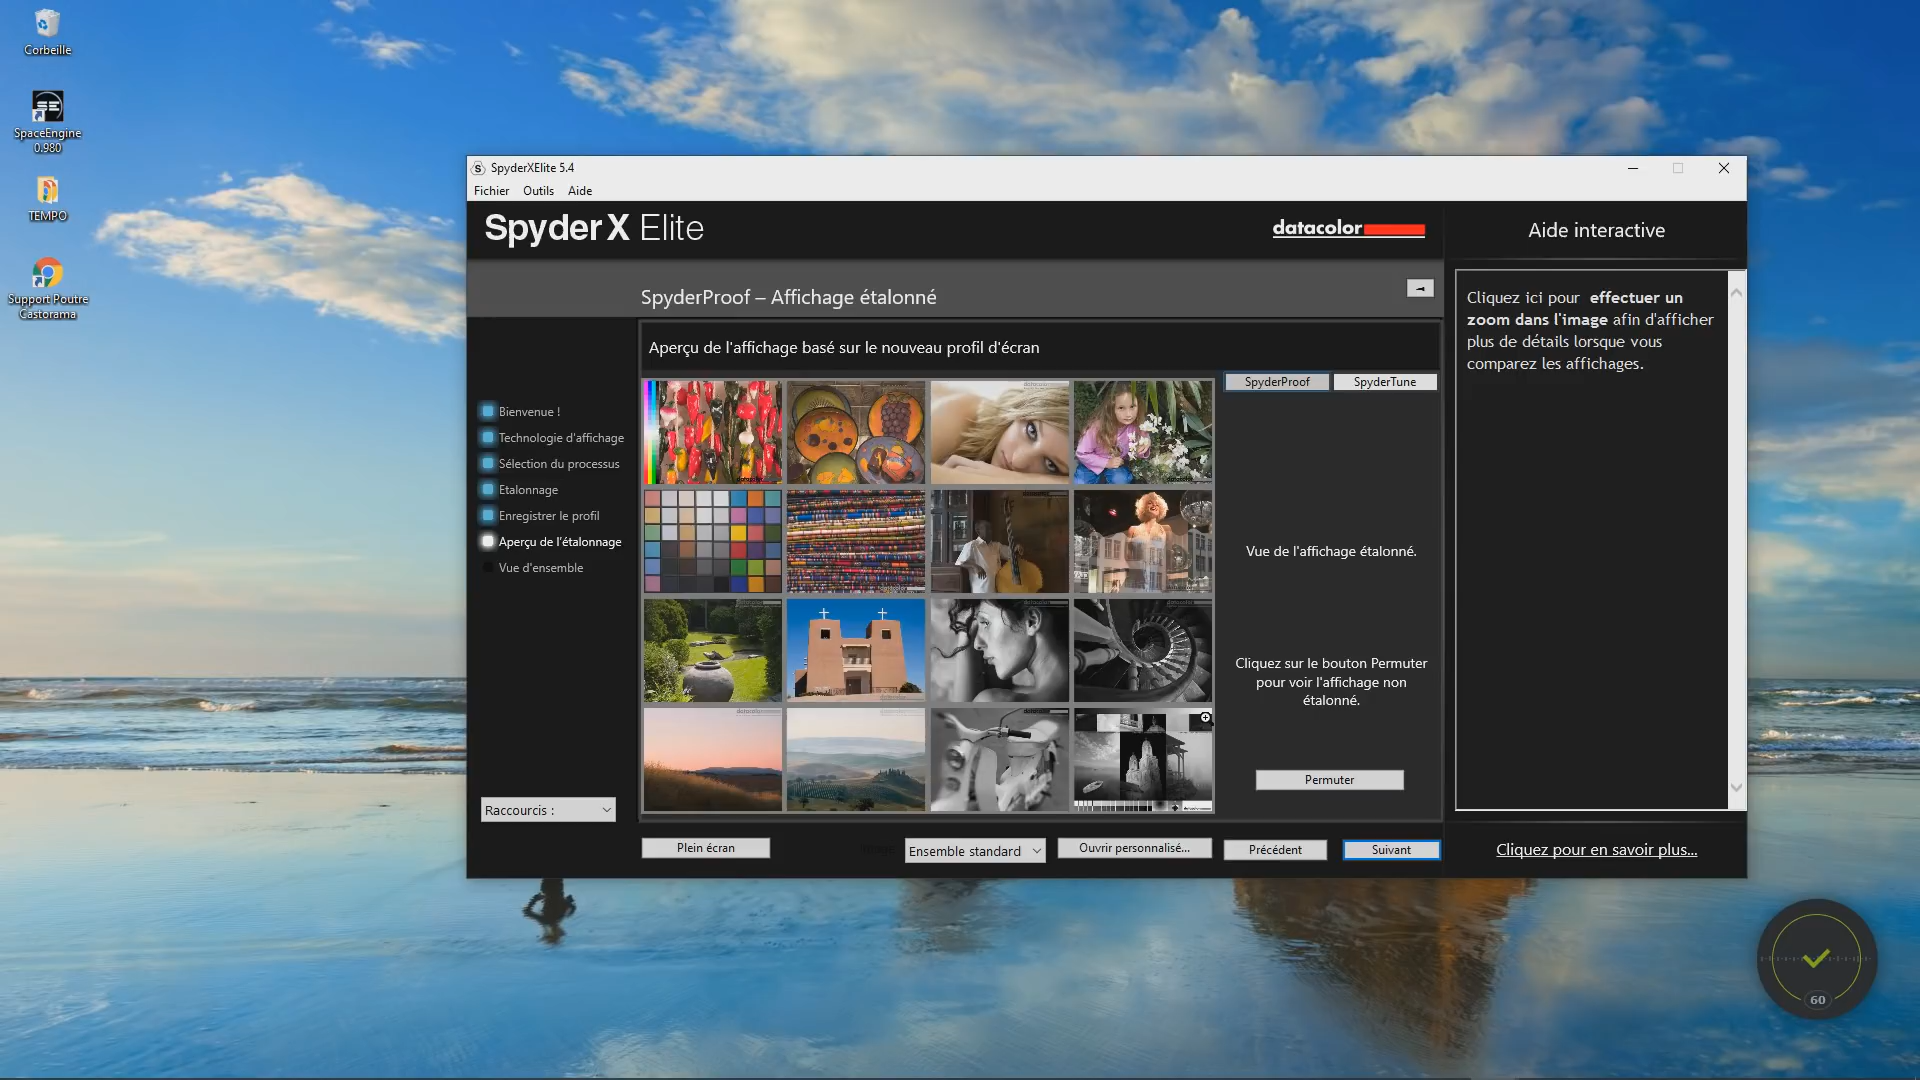 Corbeille
SpaceEngine
0.980
TEMPO
Support Poutre
Castorama
SpyderXElite 5.4
Fichier Outils Aide
Spyder X Elite
datacolor
Aide interactive
SpyderProof – Affichage étalonné
Aperçu de l'affichage basé sur le nouveau profil d'écran
SpyderProof SpyderTune
Cliquez ici pour effectuer un
zoom dans l'image afin d'afficher
plus de détails lorsque vous
comparez les affichages.
Bienvenue !
Technologie d'affichage
Sélection du processus
Etalonnage
Enregistrer le profil
Aperçu de l'étalonnage
Vue d'ensemble
Vue de l'affichage étalonné.
Cliquez sur le bouton Permuter
pour voir l'affichage non
étalonné.
Permuter
Raccourcis :
Plein écran
Ensemble standard
Ouvrir personnalisé...
Précédent
Suivant
Cliquez pour en savoir plus...
60